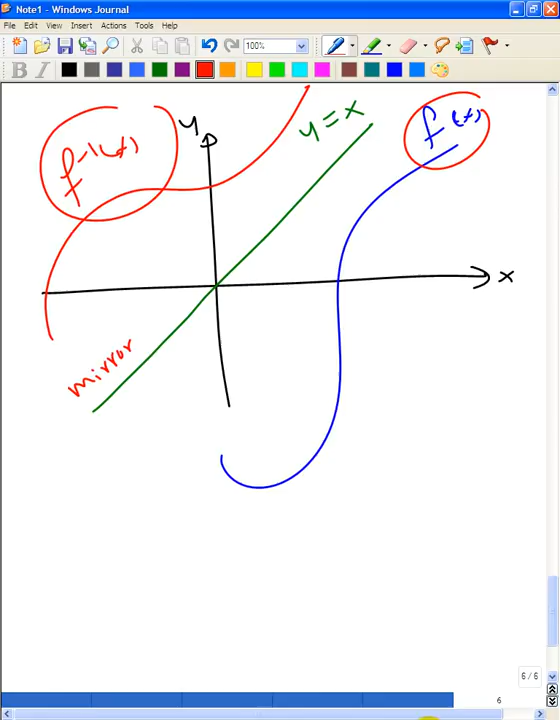 Note1 - Windows Journal
File Edit View Insert Actions Tools Help
100%
B I
y
y = x
f(x)
f⁻¹(x)
x
mirror
6 / 6
6